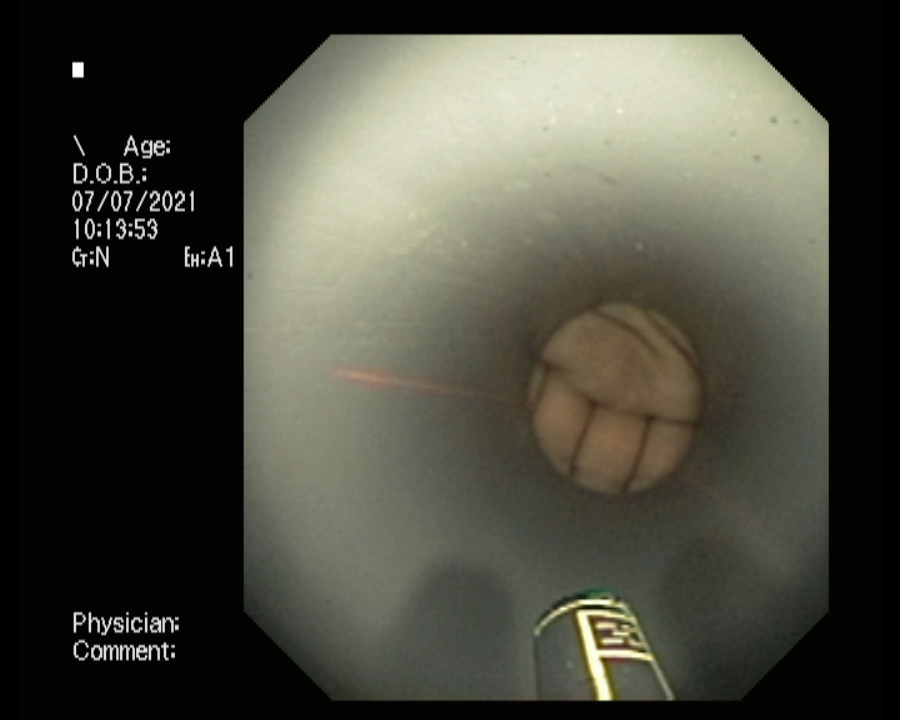 \ Age:
D.O.B.:
07/07/2021
10:13:53
Cr:N EH:A1
Physician:
Comment: